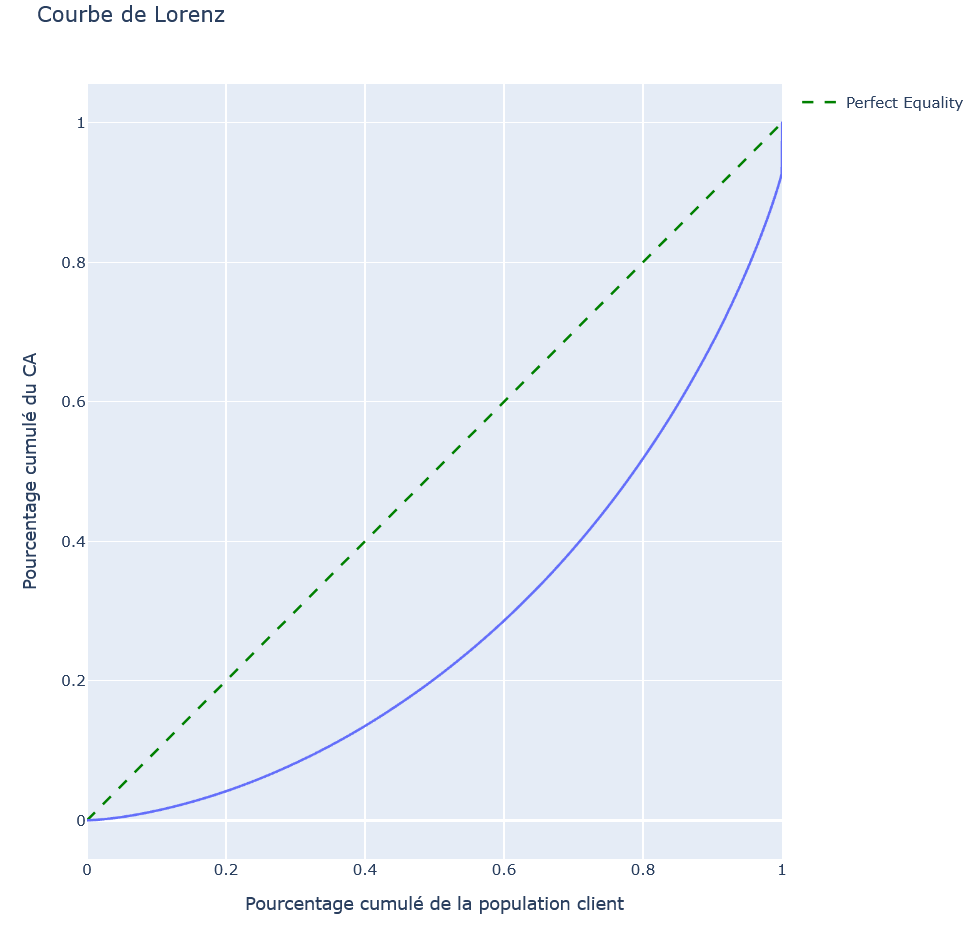 Courbe de Lorenz
Perfect Equality
1
0.8
0.6
0.4
0.2
0
Pourcentage cumulé du CA
0 0.2 0.4 0.6 0.8 1
Pourcentage cumulé de la population client